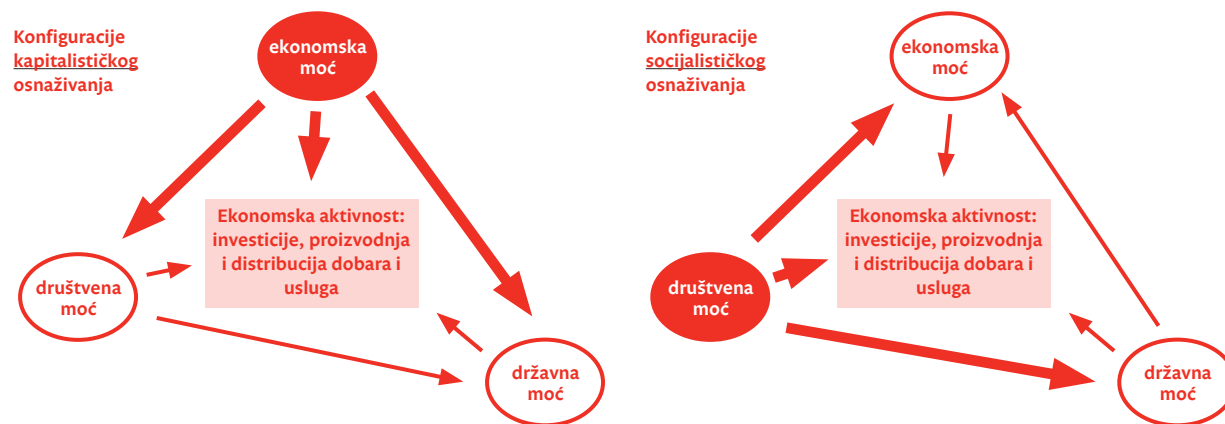 Konfiguracije
kapitalističkog
osnaživanja
ekonomska
moć
Ekonomska aktivnost:
investicije, proizvodnja
i distribucija dobara i
usluga
društvena
moć
državna
moć
Konfiguracije
socijalističkog
osnaživanja
ekonomska
moć
Ekonomska aktivnost:
investicije, proizvodnja
i distribucija dobara i
usluga
društvena
moć
državna
moć